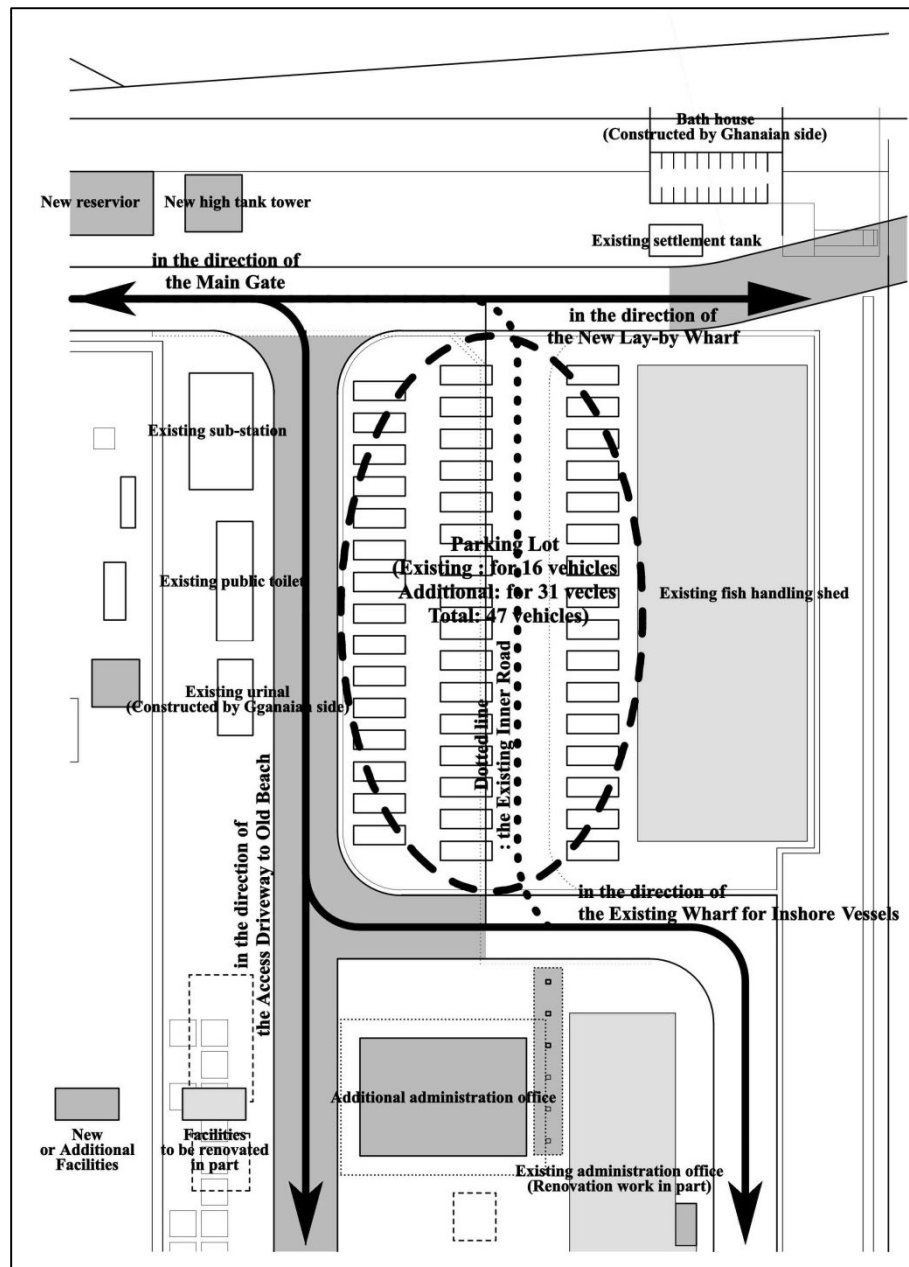 Bath house
(Constructed by Ghanaian side)
New reservior
New high tank tower
Existing settlement tank
in the direction of
the Main Gate
in the direction of
the New Lay-by Wharf
Existing sub-station
Parking Lot
(Existing : for 16 vehicles
Additional: for 31 vecles
Total: 47 vehicles)
Existing public toilet
Existing fish handling shed
Existing urinal
(Constructed by Gganaian side)
Dotted line
: the Existing Inner Road
in the direction of
the Access Driveway to Old Beach
in the direction of
the Existing Wharf for Inshore Vessels
Additional administration office
New
or Additional
Facilities
Facilities
to be renovated
in part
Existing administration office
(Renovation work in part)